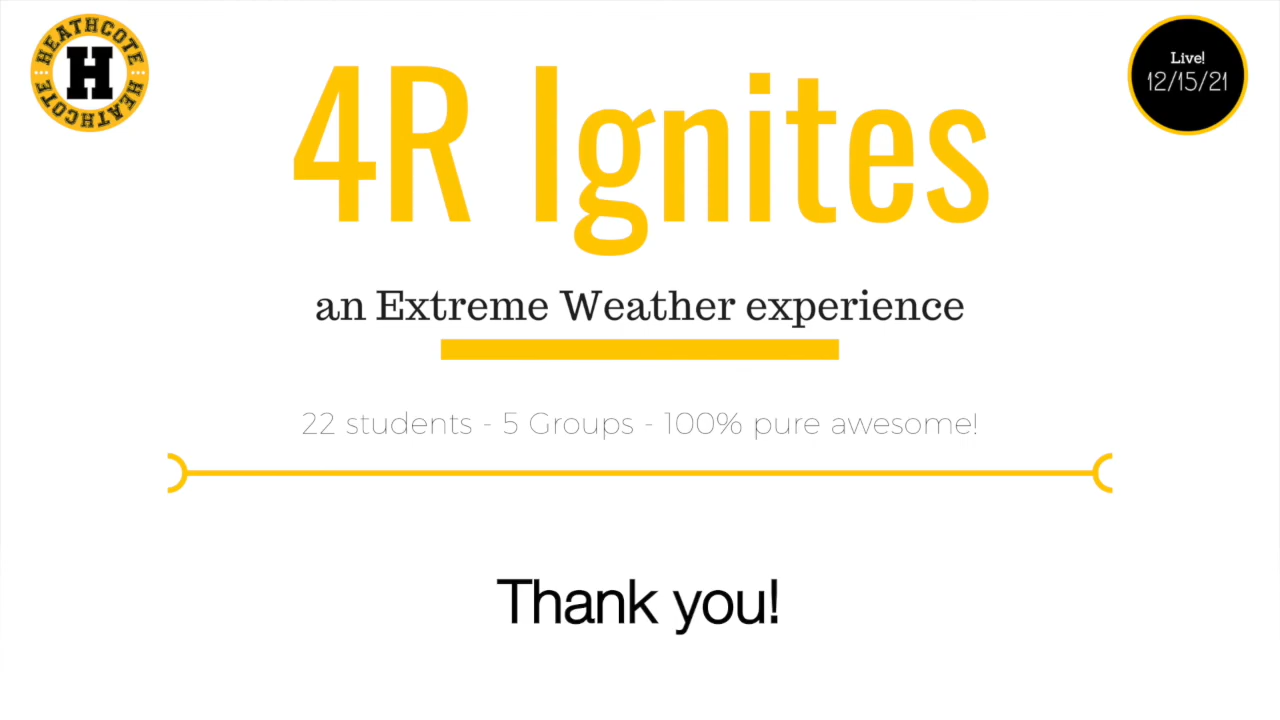 HEATHCOTE
H
HEATHCOTE
Live!
12/15/21
4R Ignites
an Extreme Weather experience
22 students - 5 Groups - 100% pure awesome!
Thank you!